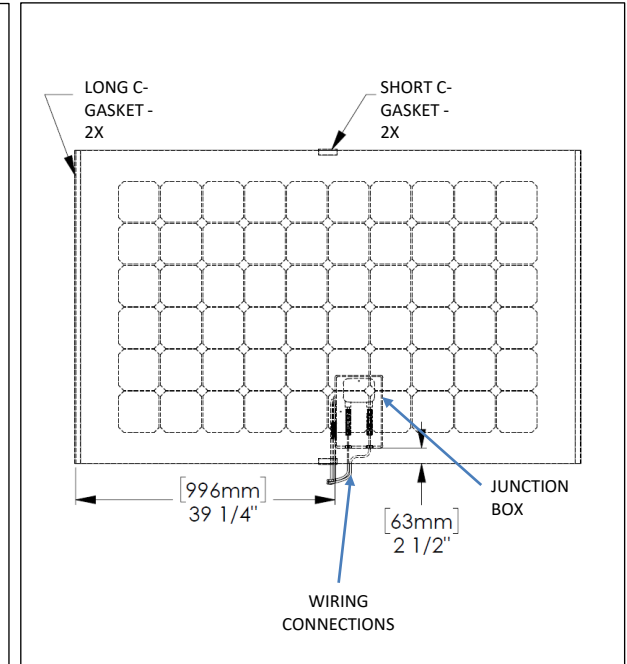 LONG C-
GASKET -
2X
SHORT C-
GASKET -
2X
[996mm]
39 1/4"
[63mm]
2 1/2"
JUNCTION
BOX
WIRING
CONNECTIONS